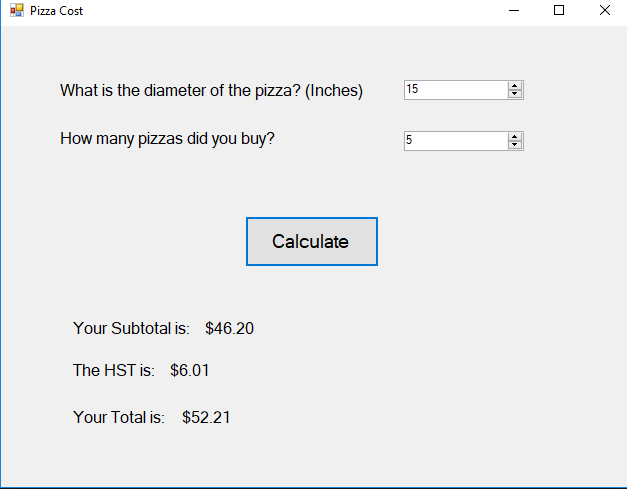 Pizza Cost
What is the diameter of the pizza? (Inches) 15
How many pizzas did you buy? 5
Calculate
Your Subtotal is: $46.20
The HST is: $6.01
Your Total is: $52.21